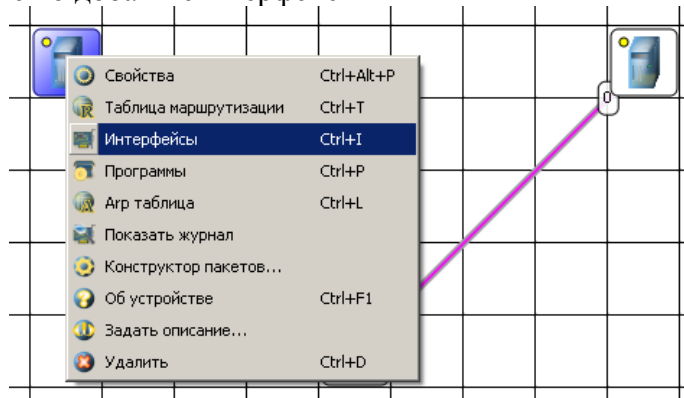 Свойства Ctrl+Alt+P
Таблица маршрутизации Ctrl+T
Интерфейсы Ctrl+I
Программы Ctrl+P
Arp таблица Ctrl+L
Показать журнал
Конструктор пакетов...
Об устройстве Ctrl+F1
Задать описание...
Удалить Ctrl+D
0